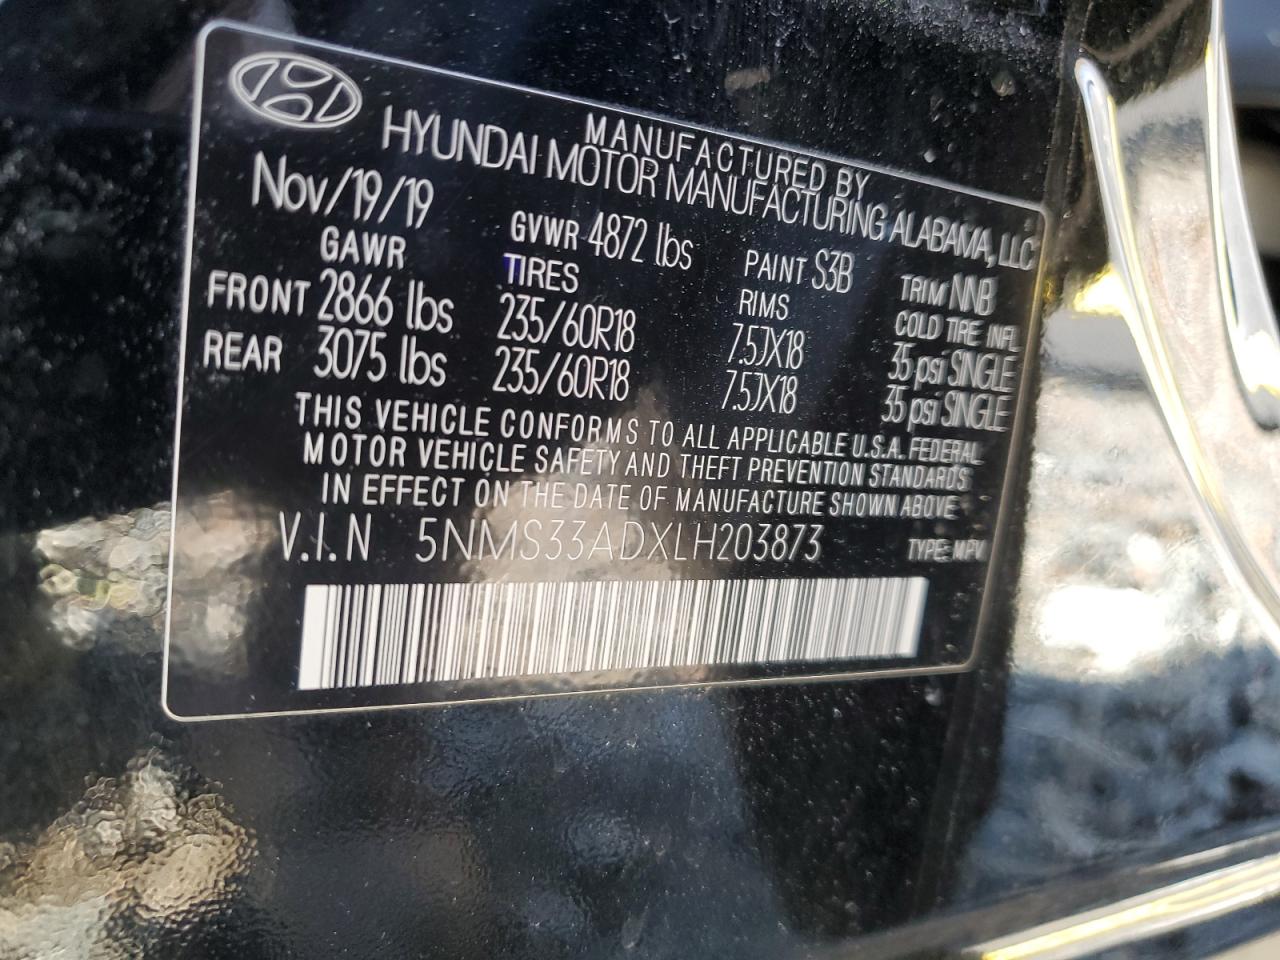 MANUFACTURED BY
HYUNDAI MOTOR MANUFACTURING ALABAMA, LLC
Nov/19/19 GVWR 4872 lbs PAINT S3B TRIM NNB
GAWR TIRES RIMS COLD TIRE INFL
FRONT 2866 lbs 235/60R18 7.5JX18 35 psi SINGLE
REAR 3075 lbs 235/60R18 7.5JX18 35 psi SINGLE
THIS VEHICLE CONFORMS TO ALL APPLICABLE U.S.A. FEDERAL
MOTOR VEHICLE SAFETY AND THEFT PREVENTION STANDARDS
IN EFFECT ON THE DATE OF MANUFACTURE SHOWN ABOVE
V.I.N 5NMS33ADXLH203873 TYPE: MPV